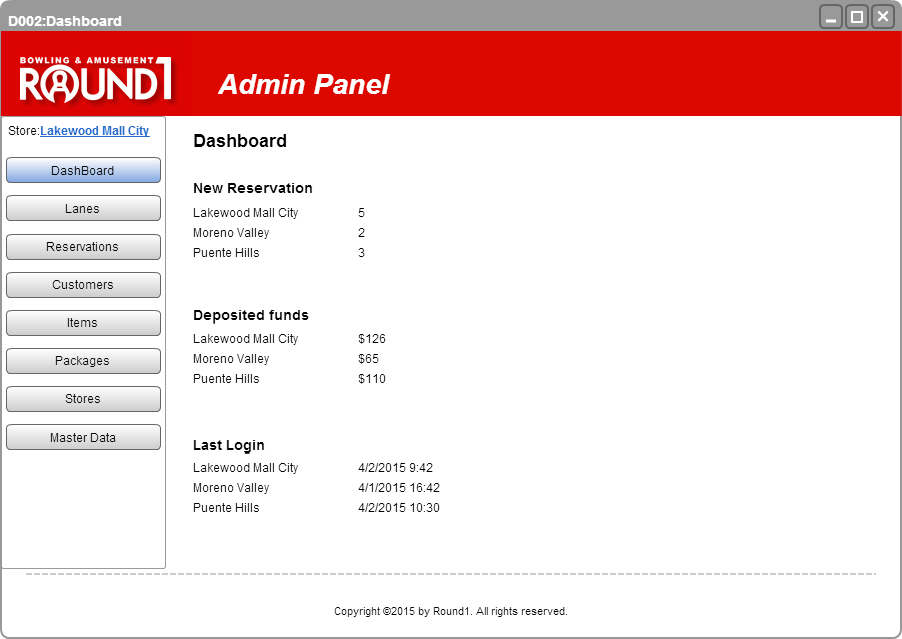 D002:Dashboard
BOWLING & AMUSEMENT
ROUND1
Admin Panel
Store:Lakewood Mall City
DashBoard
Lanes
Reservations
Customers
Items
Packages
Stores
Master Data
Dashboard
New Reservation
Lakewood Mall City 5
Moreno Valley 2
Puente Hills 3
Deposited funds
Lakewood Mall City $126
Moreno Valley $65
Puente Hills $110
Last Login
Lakewood Mall City 4/2/2015 9:42
Moreno Valley 4/1/2015 16:42
Puente Hills 4/2/2015 10:30
Copyright ©2015 by Round1. All rights reserved.